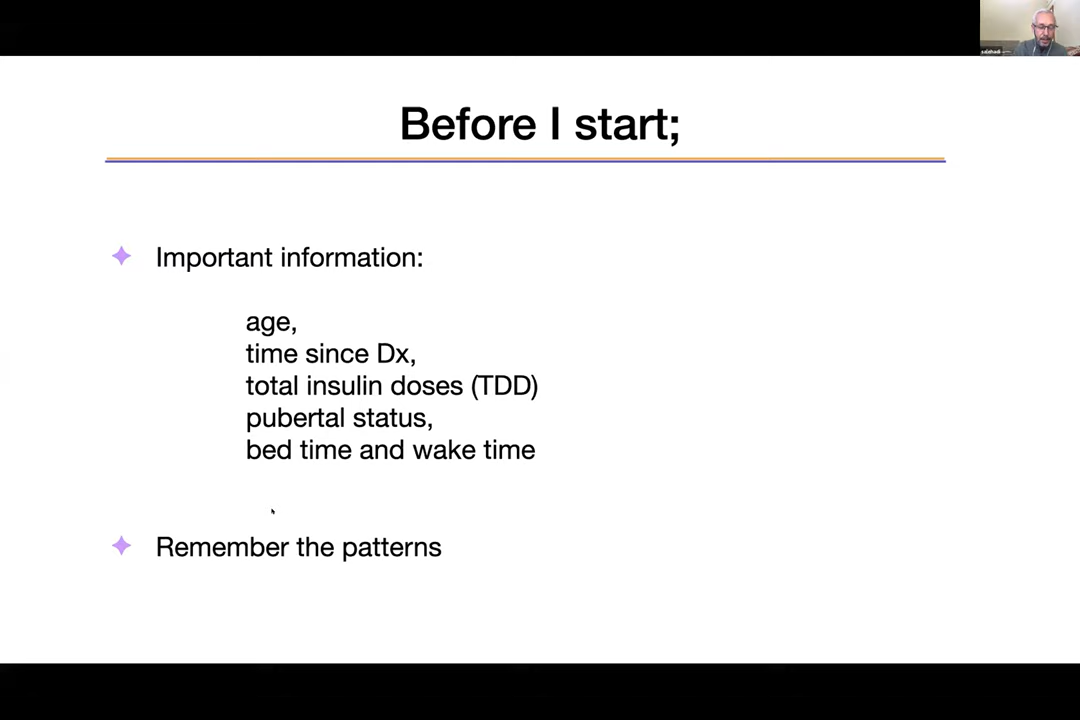 Before I start;
Important information:
age,
time since Dx,
total insulin doses (TDD)
pubertal status,
bed time and wake time
Remember the patterns